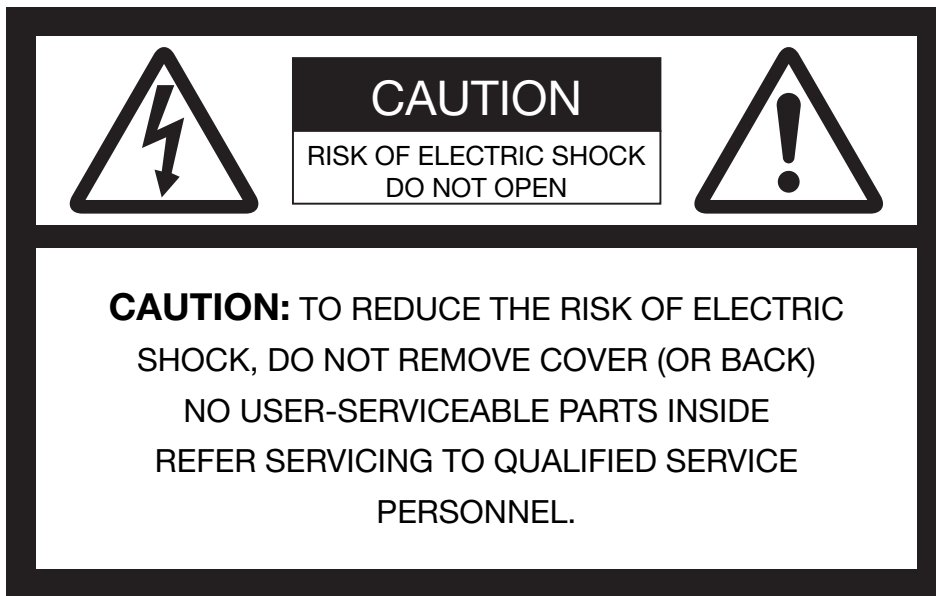 CAUTION
RISK OF ELECTRIC SHOCK
DO NOT OPEN
CAUTION: TO REDUCE THE RISK OF ELECTRIC
SHOCK, DO NOT REMOVE COVER (OR BACK)
NO USER-SERVICEABLE PARTS INSIDE
REFER SERVICING TO QUALIFIED SERVICE
PERSONNEL.